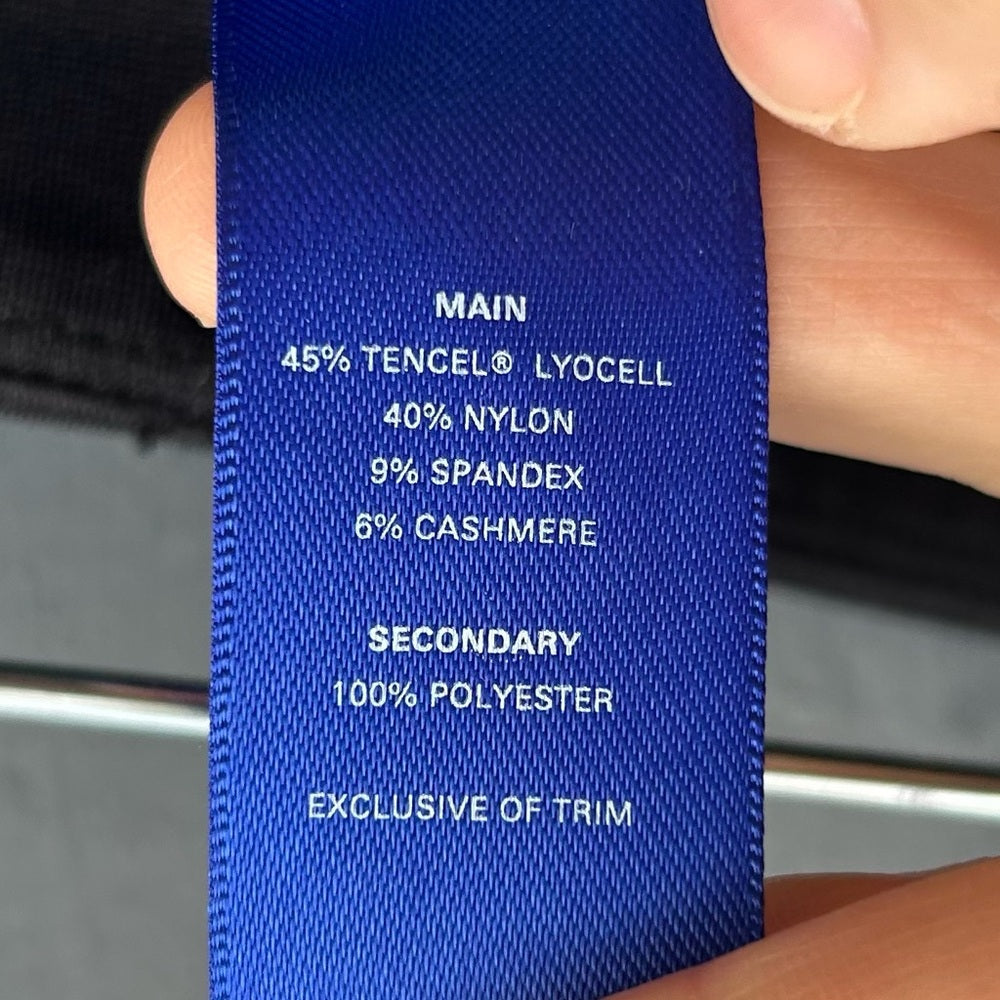 MAIN
45% TENCEL® LYOCELL
40% NYLON
9% SPANDEX
6% CASHMERE
SECONDARY
100% POLYESTER
EXCLUSIVE OF TRIM